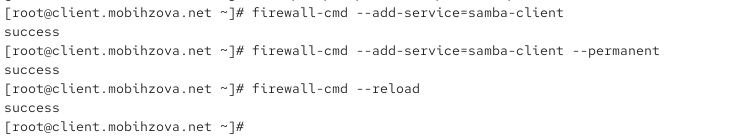 [root@client.mobihzova.net ~]# firewall-cmd --add-service=samba-client
success
[root@client.mobihzova.net ~]# firewall-cmd --add-service=samba-client --permanent
success
[root@client.mobihzova.net ~]# firewall-cmd --reload
success
[root@client.mobihzova.net ~]#